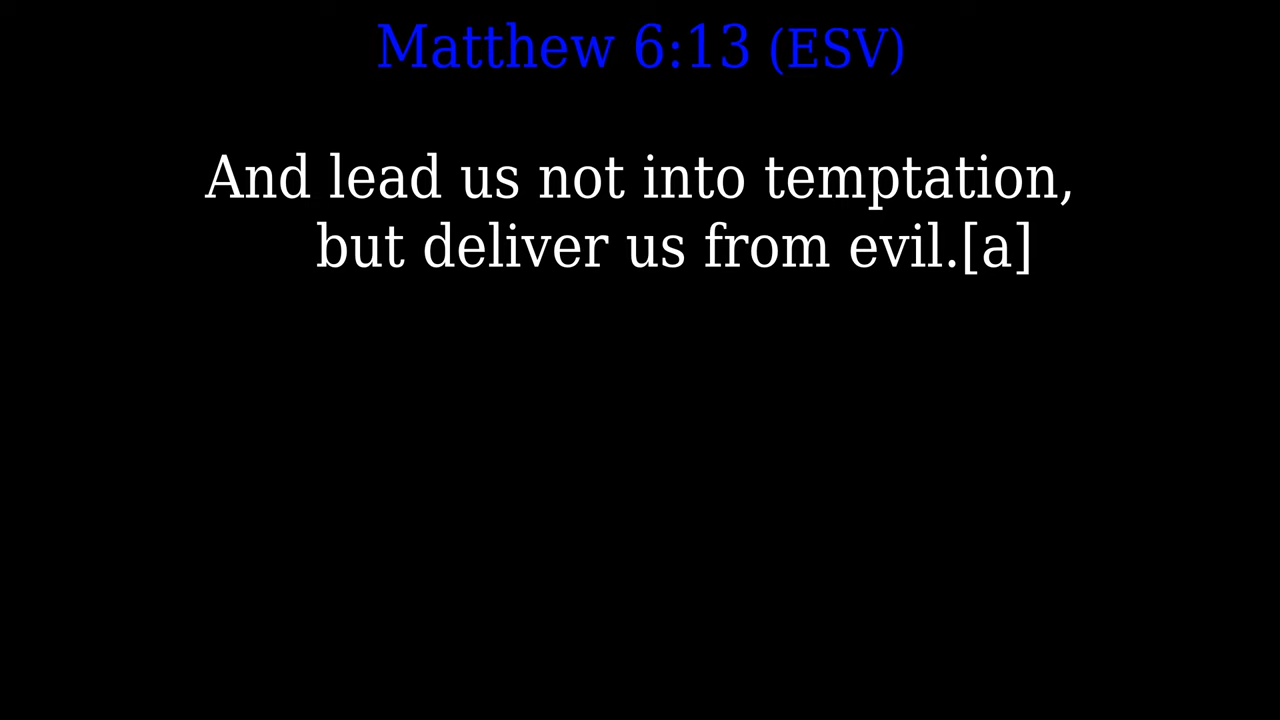 Matthew 6:13 (ESV)
And lead us not into temptation,
but deliver us from evil.[a]